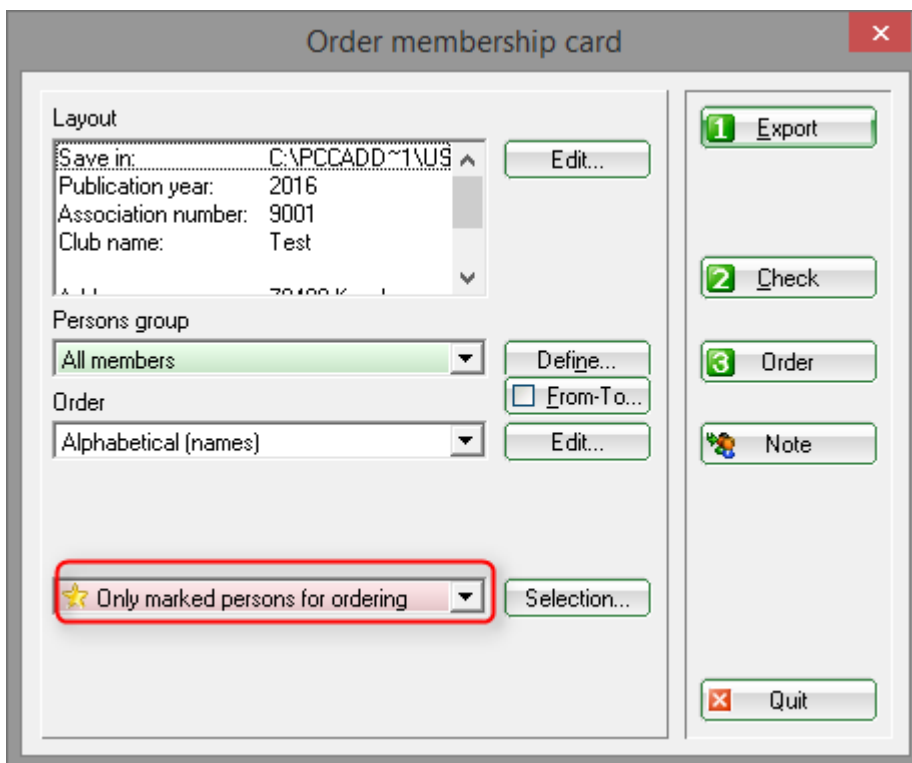 Order membership card
Layout
Save in: C:\PCCADD~1\US
Publication year: 2016
Association number: 9001
Club name: Test
Edit...
Persons group
All members
Define...
From-To...
Order
Alphabetical (names)
Edit...
Only marked persons for ordering
Selection...
1 Export
2 Check
3 Order
Note
Quit